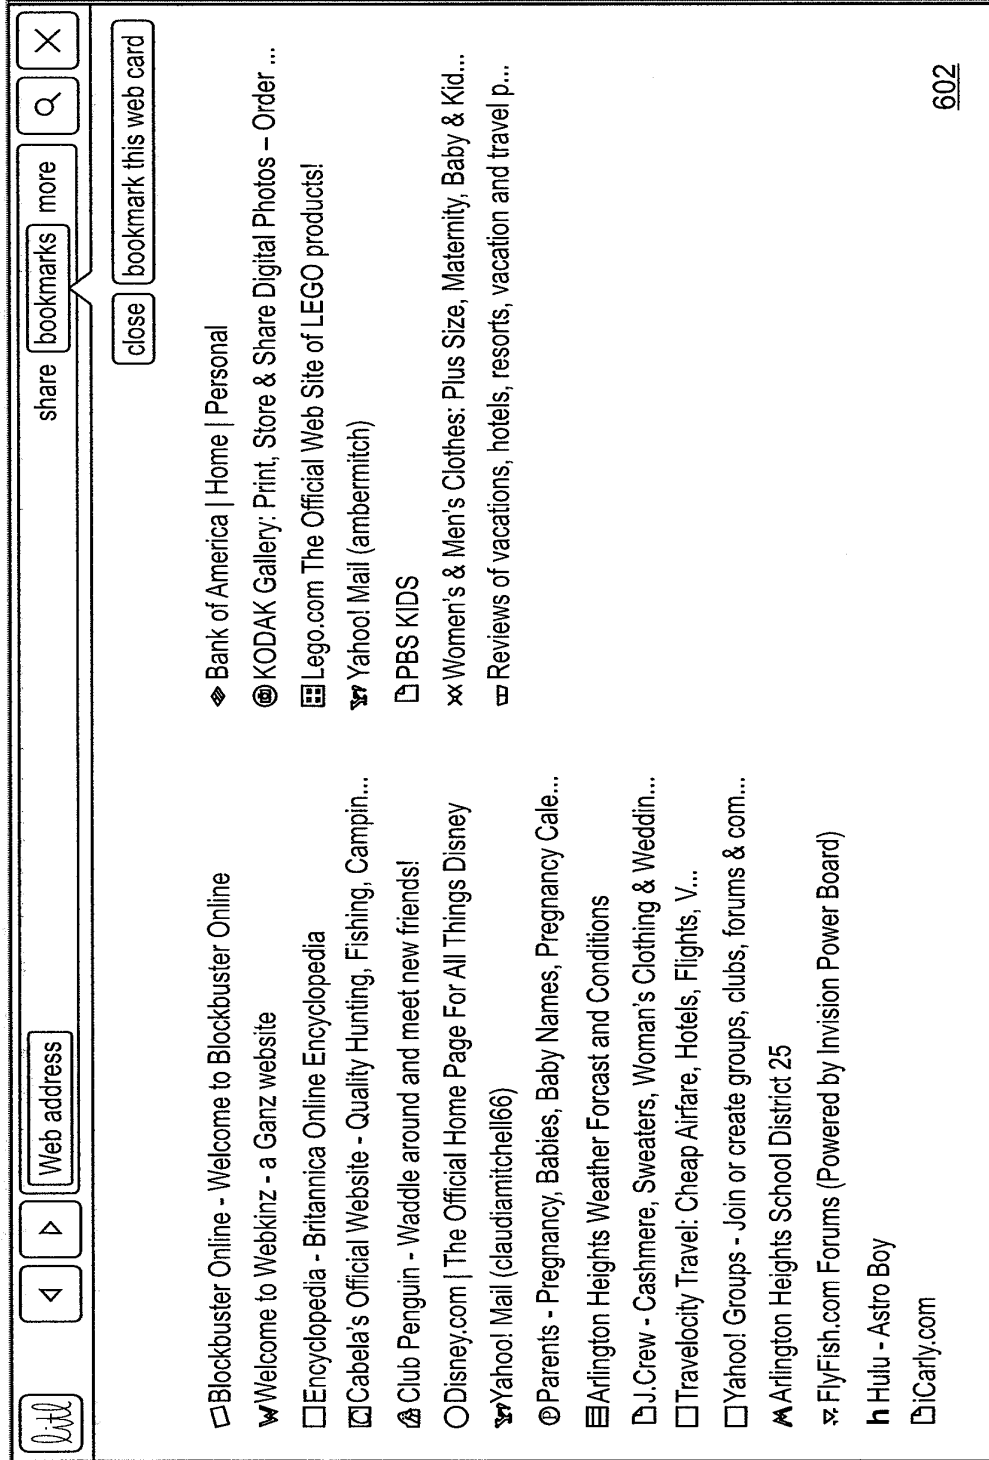 litl
Web address
share bookmarks more
close bookmark this web card
Blockbuster Online - Welcome to Blockbuster Online
Welcome to Webkinz - a Ganz website
Encyclopedia - Britannica Online Encyclopedia
Cabela's Official Website - Quality Hunting, Fishing, Campin...
Club Penguin - Waddle around and meet new friends!
Disney.com | The Official Home Page For All Things Disney
Yahoo! Mail (claudiamitchell66)
Parents - Pregnancy, Babies, Baby Names, Pregnancy Cale...
Arlington Heights Weather Forcast and Conditions
J.Crew - Cashmere, Sweaters, Woman's Clothing & Weddin...
Travelocity Travel: Cheap Airfare, Hotels, Flights, V...
Yahoo! Groups - Join or create groups, clubs, forums & com...
Arlington Heights School District 25
FlyFish.com Forums (Powered by Invision Power Board)
h Hulu - Astro Boy
iCarly.com
Bank of America | Home | Personal
KODAK Gallery: Print, Store & Share Digital Photos – Order ...
Lego.com The Official Web Site of LEGO products!
Yahoo! Mail (ambermitch)
PBS KIDS
Women's & Men's Clothes: Plus Size, Maternity, Baby & Kid...
Reviews of vacations, hotels, resorts, vacation and travel p...
602